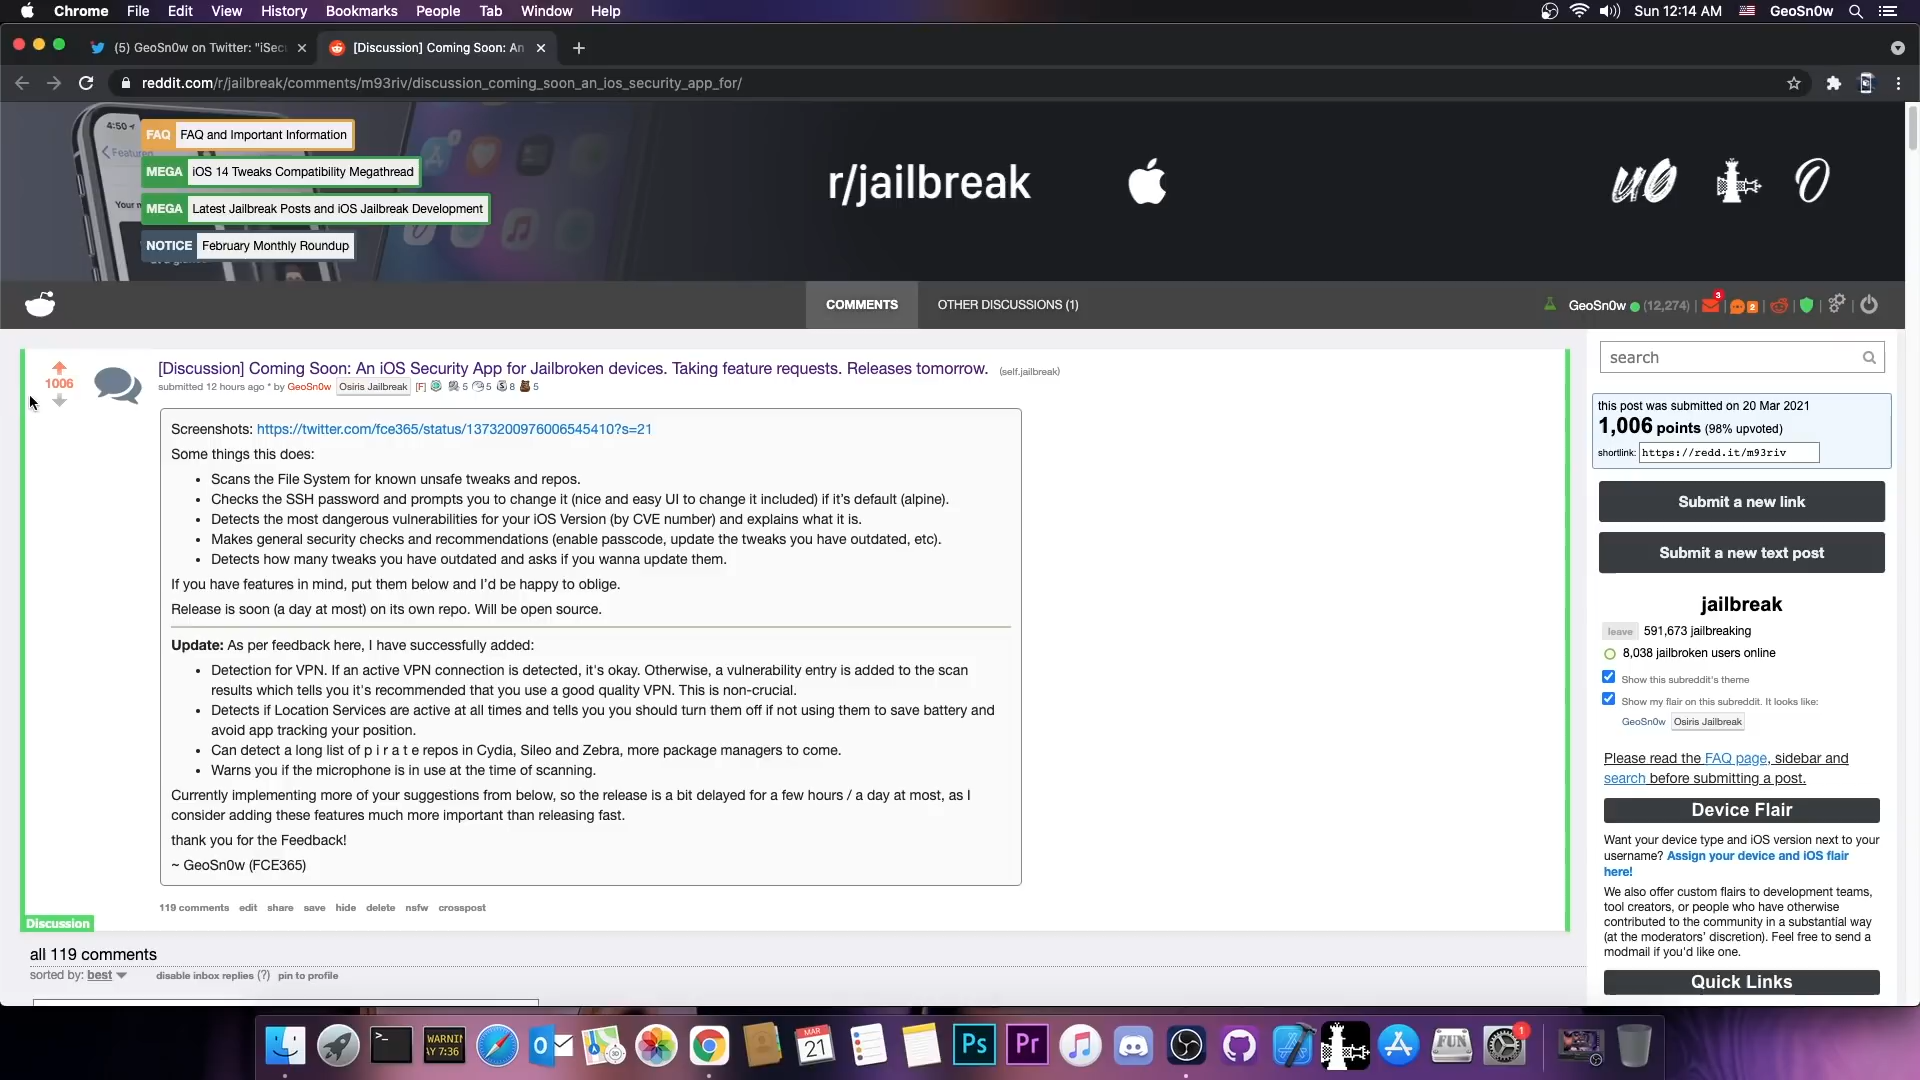 Chrome File Edit View History Bookmarks People Tab Window Help
Sun 12:14 AM GeoSn0w
(5) GeoSn0w on Twitter: "iSecu
[Discussion] Coming Soon: An
reddit.com/r/jailbreak/comments/m93riv/discussion_coming_soon_an_ios_security_app_for/
4:50
Featured
FAQ FAQ and Important Information
MEGA iOS 14 Tweaks Compatibility Megathread
MEGA Latest Jailbreak Posts and iOS Jailbreak Development
NOTICE February Monthly Roundup
r/jailbreak
COMMENTS OTHER DISCUSSIONS (1)
GeoSn0w (12,274) | 3 2
[Discussion] Coming Soon: An iOS Security App for Jailbroken devices. Taking feature requests. Releases tomorrow. (self.jailbreak)
1006
submitted 12 hours ago * by GeoSn0w Osiris Jailbreak [F] 5 5 8 5
Screenshots: https://twitter.com/fce365/status/1373200976006545410?s=21
Some things this does:
• Scans the File System for known unsafe tweaks and repos.
• Checks the SSH password and prompts you to change it (nice and easy UI to change it included) if it's default (alpine).
• Detects the most dangerous vulnerabilities for your iOS Version (by CVE number) and explains what it is.
• Makes general security checks and recommendations (enable passcode, update the tweaks you have outdated, etc).
• Detects how many tweaks you have outdated and asks if you wanna update them.
If you have features in mind, put them below and I'd be happy to oblige.
Release is soon (a day at most) on its own repo. Will be open source.
Update: As per feedback here, I have successfully added:
• Detection for VPN. If an active VPN connection is detected, it's okay. Otherwise, a vulnerability entry is added to the scan
results which tells you it's recommended that you use a good quality VPN. This is non-crucial.
• Detects if Location Services are active at all times and tells you you should turn them off if not using them to save battery and
avoid app tracking your position.
• Can detect a long list of p i r a t e repos in Cydia, Sileo and Zebra, more package managers to come.
• Warns you if the microphone is in use at the time of scanning.
Currently implementing more of your suggestions from below, so the release is a bit delayed for a few hours / a day at most, as I
consider adding these features much more important than releasing fast.
thank you for the Feedback!
~ GeoSn0w (FCE365)
119 comments edit share save hide delete nsfw crosspost
Discussion
all 119 comments
sorted by: best disable inbox replies (?) pin to profile
search
this post was submitted on 20 Mar 2021
1,006 points (98% upvoted)
shortlink: https://redd.it/m93riv
Submit a new link
Submit a new text post
jailbreak
leave 591,673 jailbreaking
8,038 jailbroken users online
Show this subreddit's theme
Show my flair on this subreddit. It looks like:
GeoSn0w Osiris Jailbreak
Please read the FAQ page, sidebar and
search before submitting a post.
Device Flair
Want your device type and iOS version next to your
username? Assign your device and iOS flair
here!
We also offer custom flairs to development teams,
tool creators, or people who have otherwise
contributed to the community in a substantial way
(at the moderators' discretion). Feel free to send a
modmail if you'd like one.
Quick Links
WARNIN
AY 7:36
MAR
21
Ps
Pr
FUN
1